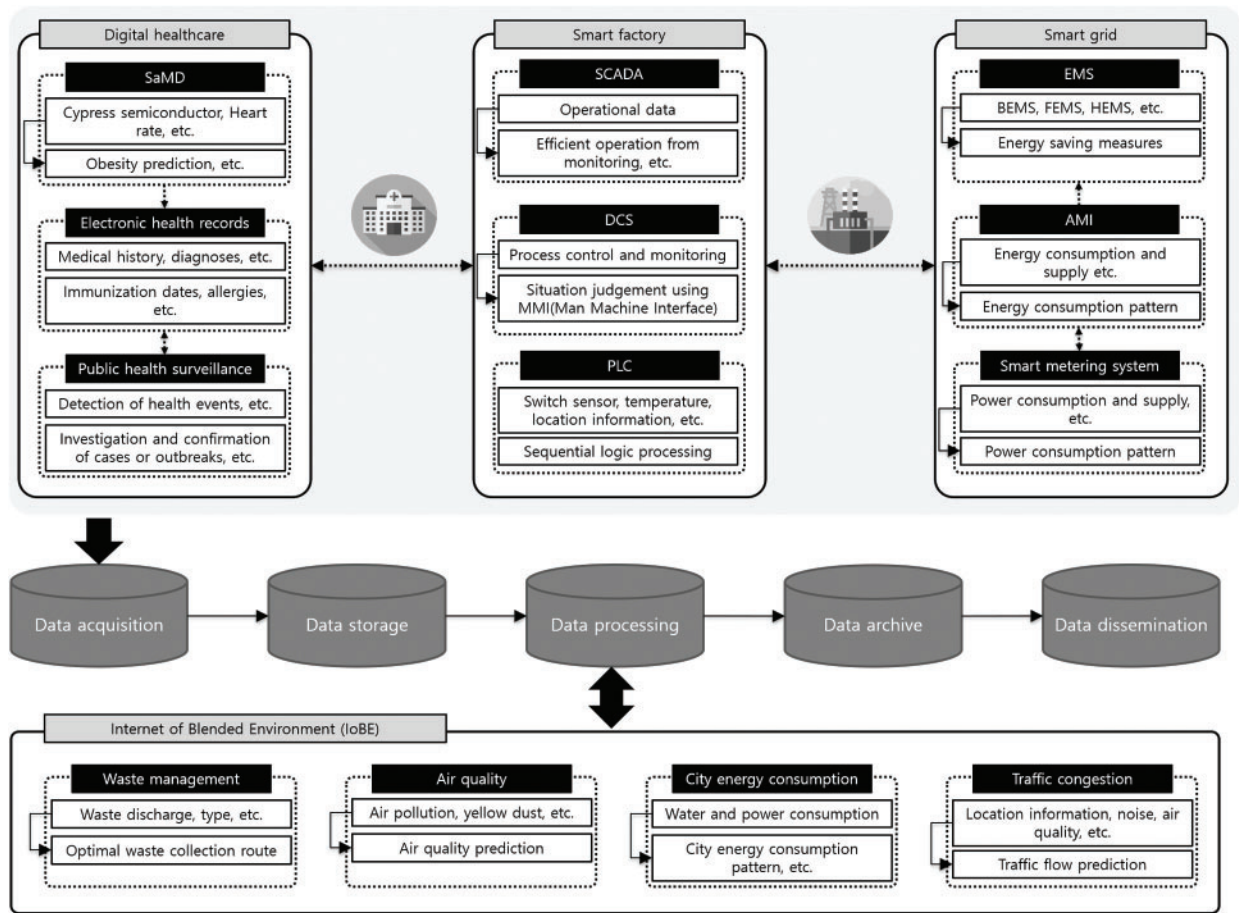 Digital healthcare
SaMD
Cypress semiconductor, Heart
rate, etc.
Obesity prediction, etc.
Electronic health records
Medical history, diagnoses, etc.
Immunization dates, allergies,
etc.
Public health surveillance
Detection of health events, etc.
Investigation and confirmation
of cases or outbreaks, etc.
Smart factory
SCADA
Operational data
Efficient operation from
monitoring, etc.
DCS
Process control and monitoring
Situation judgement using
MMI(Man Machine Interface)
PLC
Switch sensor, temperature,
location information, etc.
Sequential logic processing
Smart grid
EMS
BEMS, FEMS, HEMS, etc.
Energy saving measures
AMI
Energy consumption and
supply etc.
Energy consumption pattern
Smart metering system
Power consumption and supply,
etc.
Power consumption pattern
Data acquisition
Data storage
Data processing
Data archive
Data dissemination
Internet of Blended Environment (IoBE)
Waste management
Waste discharge, type, etc.
Optimal waste collection route
Air quality
Air pollution, yellow dust, etc.
Air quality prediction
City energy consumption
Water and power consumption
City energy consumption
pattern, etc.
Traffic congestion
Location information, noise, air
quality, etc.
Traffic flow prediction